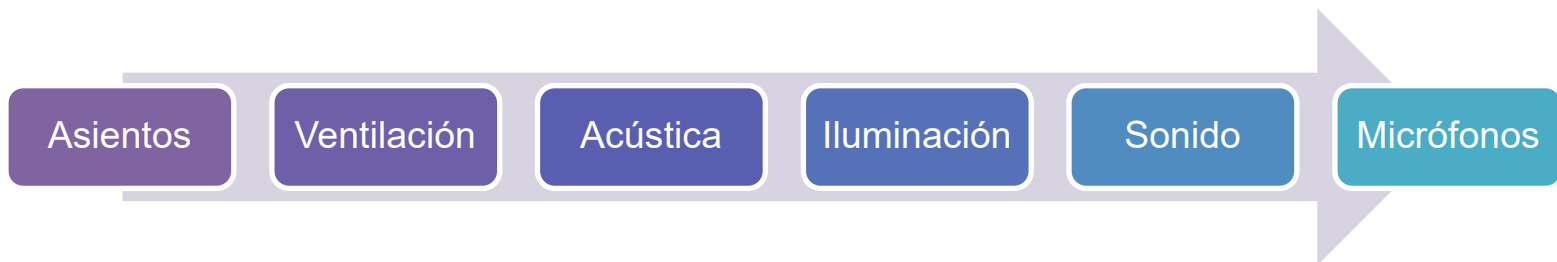 Asientos
Ventilación
Acústica
Iluminación
Sonido
Micrófonos